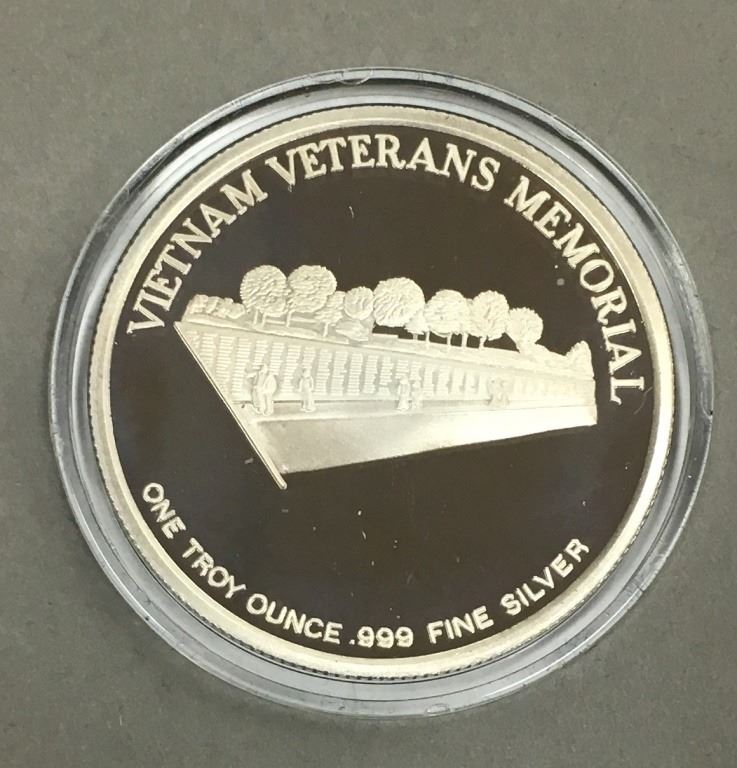 VIETNAM VETERANS MEMORIAL
ONE TROY OUNCE .999 FINE SILVER